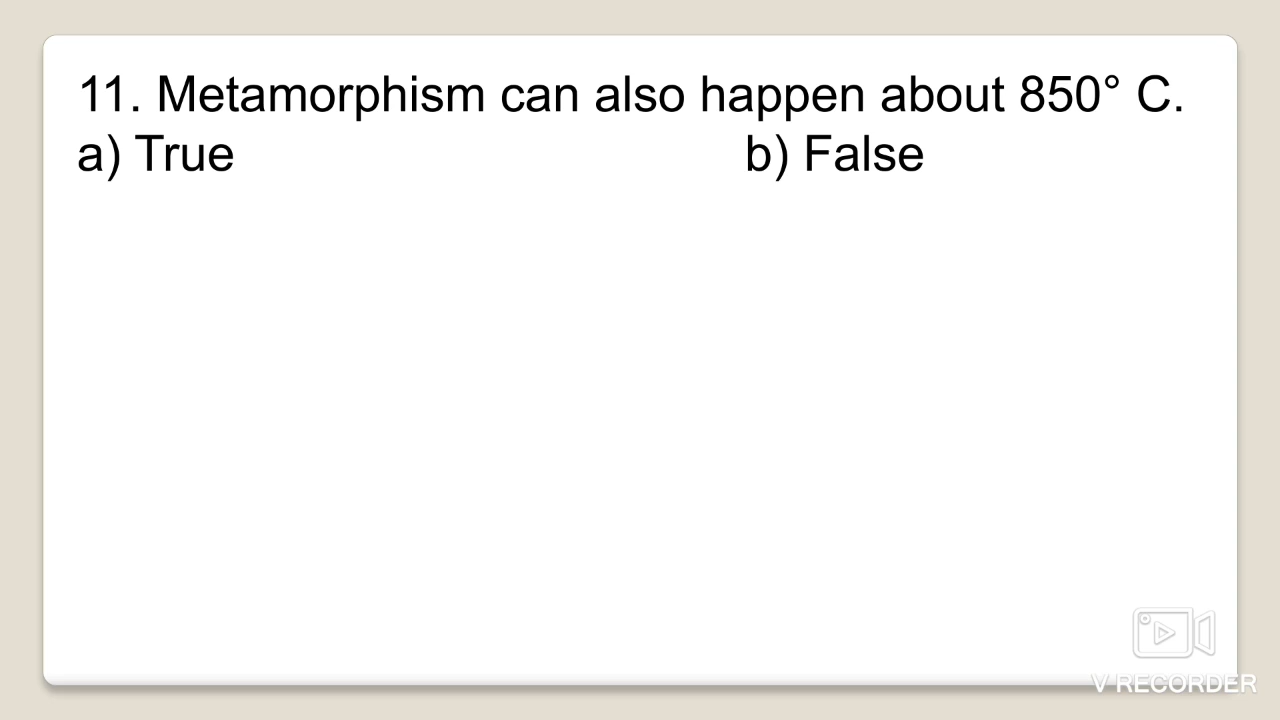 11. Metamorphism can also happen about 850° C.
a) True b) False
V RECORDER